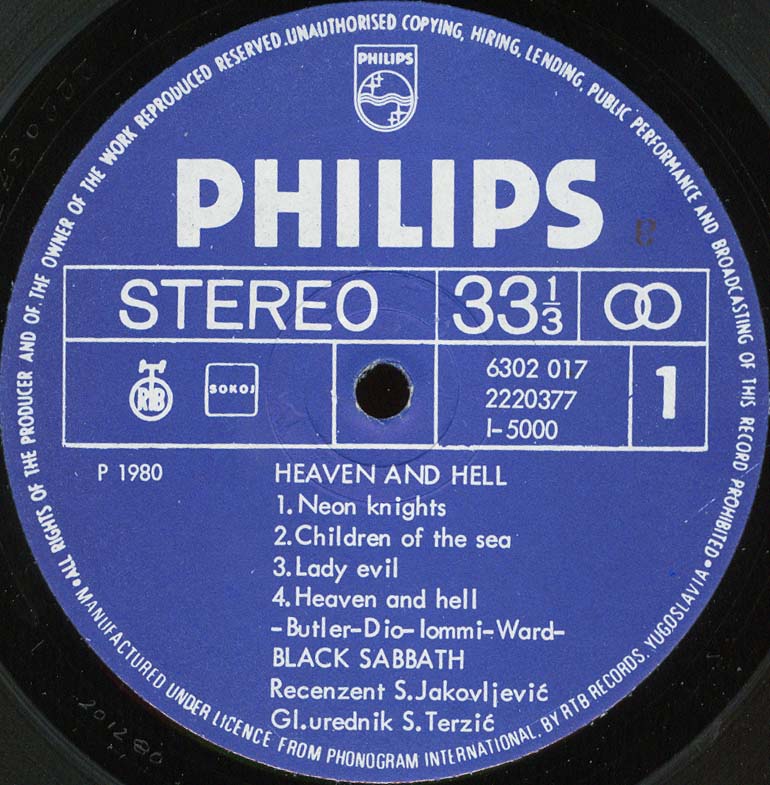 •ALL RIGHTS OF THE PRODUCER AND OF THE OWNER OF THE WORK REPRODUCED RESERVED.UNAUTHORISED COPYING, HIRING, LENDING, PUBLIC PERFORMANCE AND BROADCASTING OF THIS RECORD PROHIBITED•
PHILIPS
PHILIPS
STEREO
33 1/3
RTB
SOKOJ
6302 017
2220377
I-5000
1
P 1980
HEAVEN AND HELL
1.Neon knights
2.Children of the sea
3.Lady evil
4.Heaven and hell
-Butler-Dio-Iommi-Ward-
BLACK SABBATH
Recenzent S.Jakovljević
Gl.urednik S.Terzić
MANUFACTURED UNDER LICENCE FROM PHONOGRAM INTERNATIONAL, BY RTB RECORDS, YUGOSLAVIA•
201280